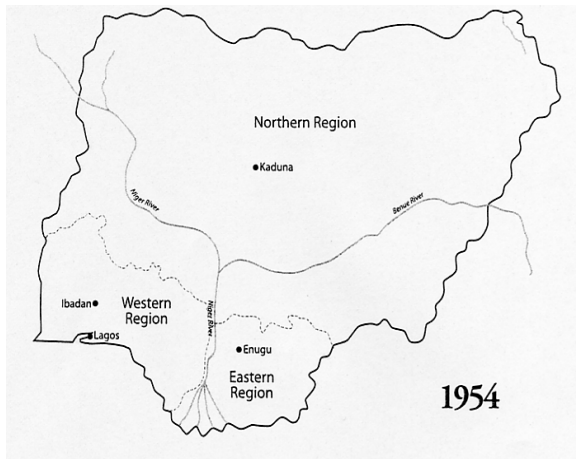 Northern Region
Kaduna
Niger River
Benue River
Ibadan
Western
Region
Niger River
Lagos
Enugu
Eastern
Region
1954